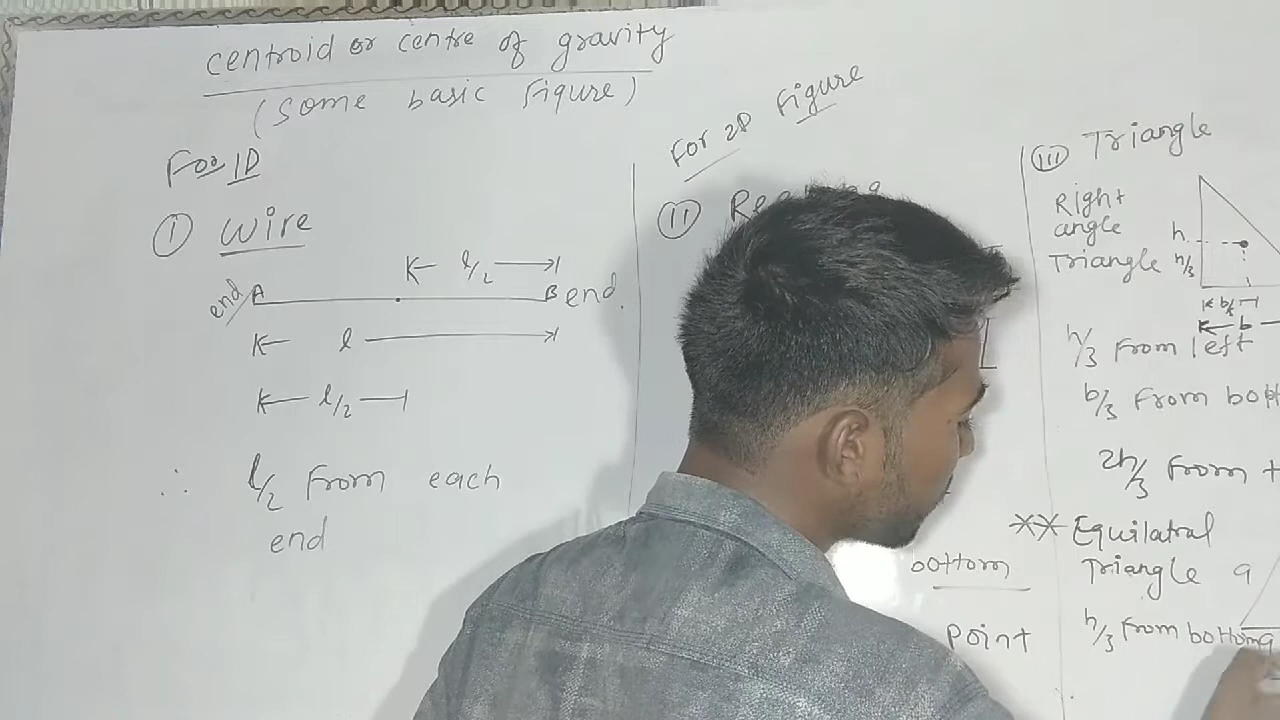 centroid or centre of gravity
(some basic Figure)
For 1D
① Wire
l/2
end A
B end.
l
l/2
∴ l/2 From each
end
For 2D Figure
ii
bottom
point
iii Triangle
Right
angle
Triangle
h
h/3
b/3
b
h/3 From left
b/3 From
2h/3 From
** Equilatral
Triangle a
h/3 From bottom
a